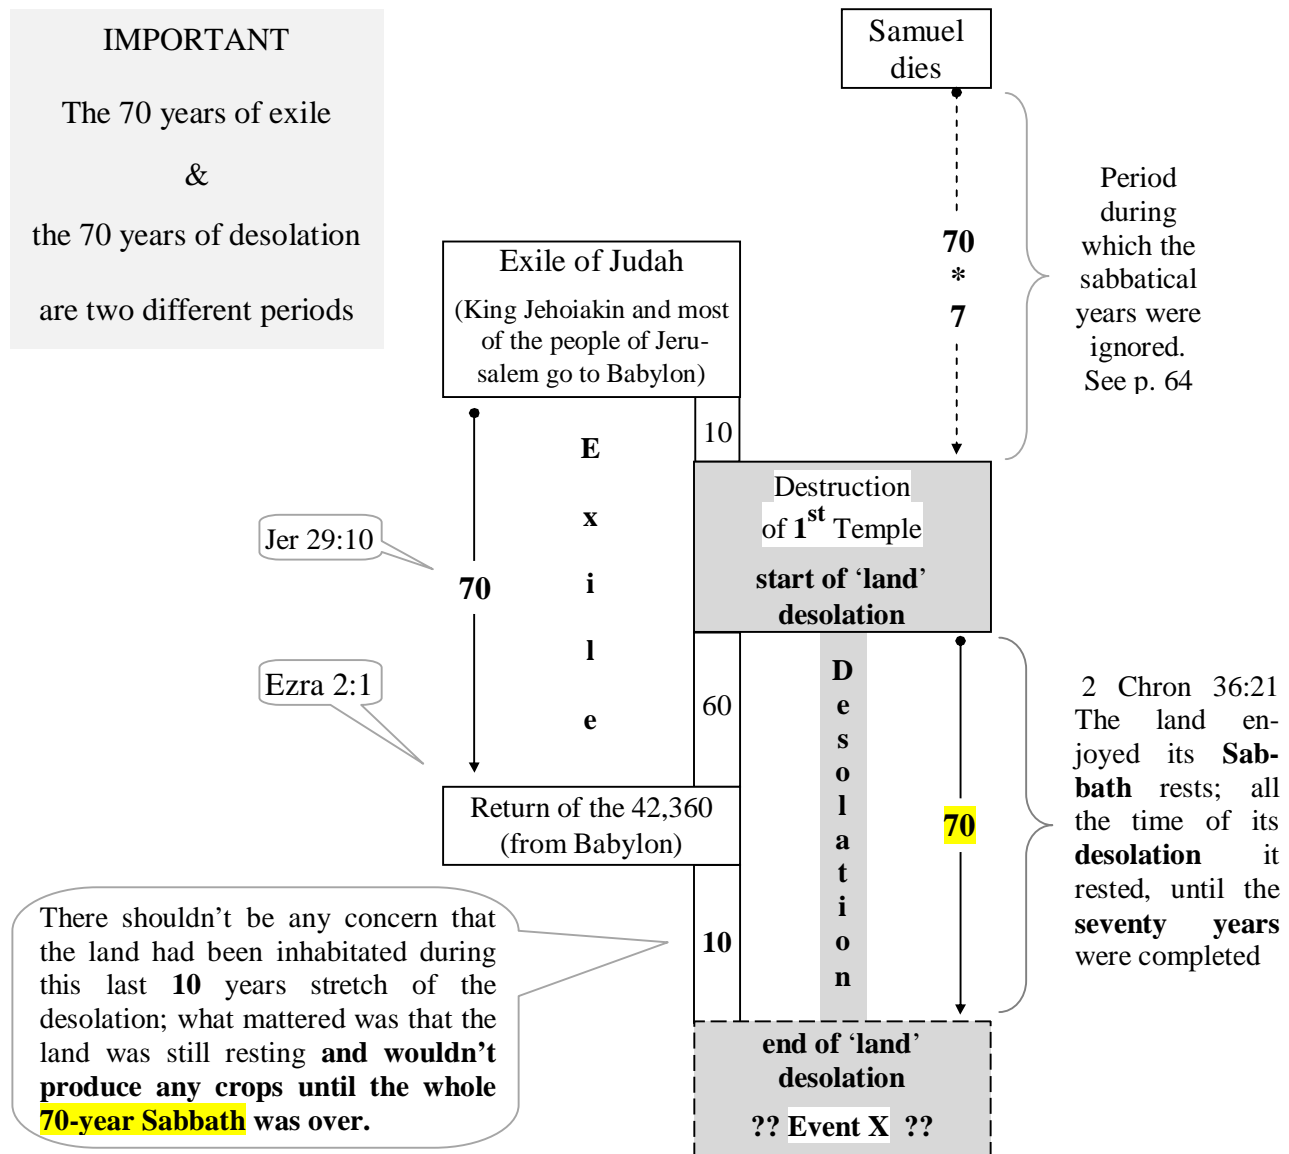 IMPORTANT
The 70 years of exile
&
the 70 years of desolation
are two different periods
Samuel
dies
70
*
7
Period
during
which the
sabbatical
years were
ignored.
See p. 64
Exile of Judah
(King Jehoiakin and most
of the people of Jeru-
salem go to Babylon)
10
E
x
i
l
e
Jer 29:10
70
Destruction
of 1st Temple
start of ‘land’
desolation
Ezra 2:1
60
D
e
s
o
l
a
t
i
o
n
70
2 Chron 36:21
The land en-
joyed its Sab-
bath rests; all
the time of its
desolation it
rested, until the
seventy years
were completed
Return of the 42,360
(from Babylon)
There shouldn’t be any concern that
the land had been inhabitated during
this last 10 years stretch of the
desolation; what mattered was that the
land was still resting and wouldn’t
produce any crops until the whole
70-year Sabbath was over.
10
end of ‘land’
desolation
?? Event X ??